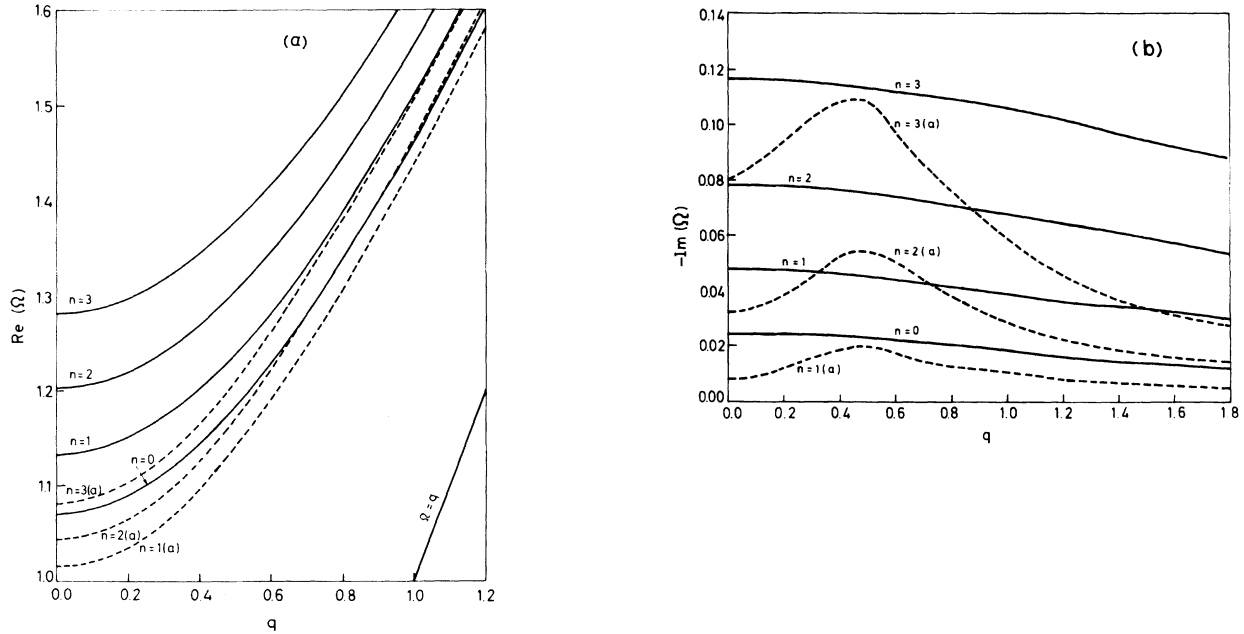 (a)
1.5
1.4
1.3
1.2
1.1
1.0
Re (Ω)
n=3
n=2
n=1
n=0
n=3(a)
n=2(a)
n=1(a)
Ω=q
0.0 0.2 0.4 0.6 0.8 1.0 1.2
q
(b)
0.14
0.12
0.10
0.08
0.06
0.04
0.02
0.00
-Im(Ω)
n=3
n=3(a)
n=2
n=2(a)
n=1
n=0
n=1(a)
0.0 0.2 0.4 0.6 0.8 1.0 1.2 1.4 1.6 1.8
q